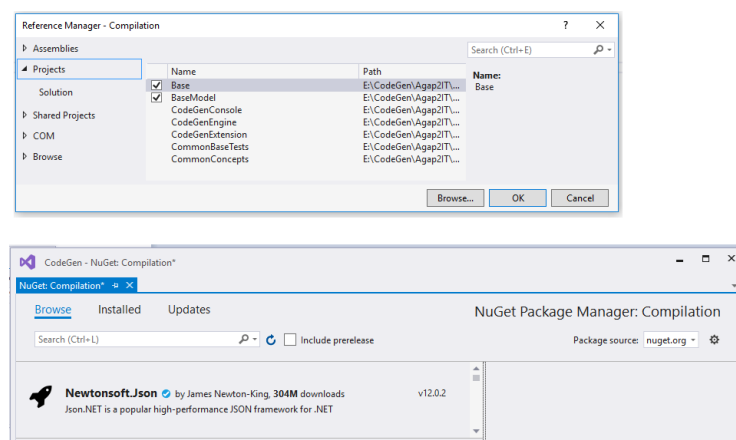 Reference Manager - Compilation ? ×
Assemblies
Search (Ctrl+E)
Projects
Name Path
Name:
Base E:\CodeGen\Agap2IT\...
Base
Solution
BaseModel E:\CodeGen\Agap2IT\...
CodeGenConsole E:\CodeGen\Agap2IT\...
Shared Projects
CodeGenEngine E:\CodeGen\Agap2IT\...
COM
CodeGenExtension E:\CodeGen\Agap2IT\...
CommonBaseTests E:\CodeGen\Agap2IT\...
Browse
CommonConcepts E:\CodeGen\Agap2IT\...
Browse... OK Cancel
CodeGen - NuGet: Compilation*
NuGet: Compilation*
Browse Installed Updates NuGet Package Manager: Compilation
Search (Ctrl+L) Include prerelease Package source: nuget.org
Newtonsoft.Json by James Newton-King, 304M downloads v12.0.2
Json.NET is a popular high-performance JSON framework for .NET